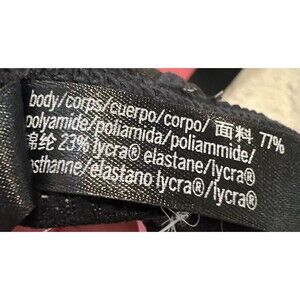 body/corps/cuerpo/corpo/ 面料 77%
polyamide/poliamida/poliammide/
锦纶 23% lycra® elastane/lycra®
elasthanne/elastano lycra®/lycra®/